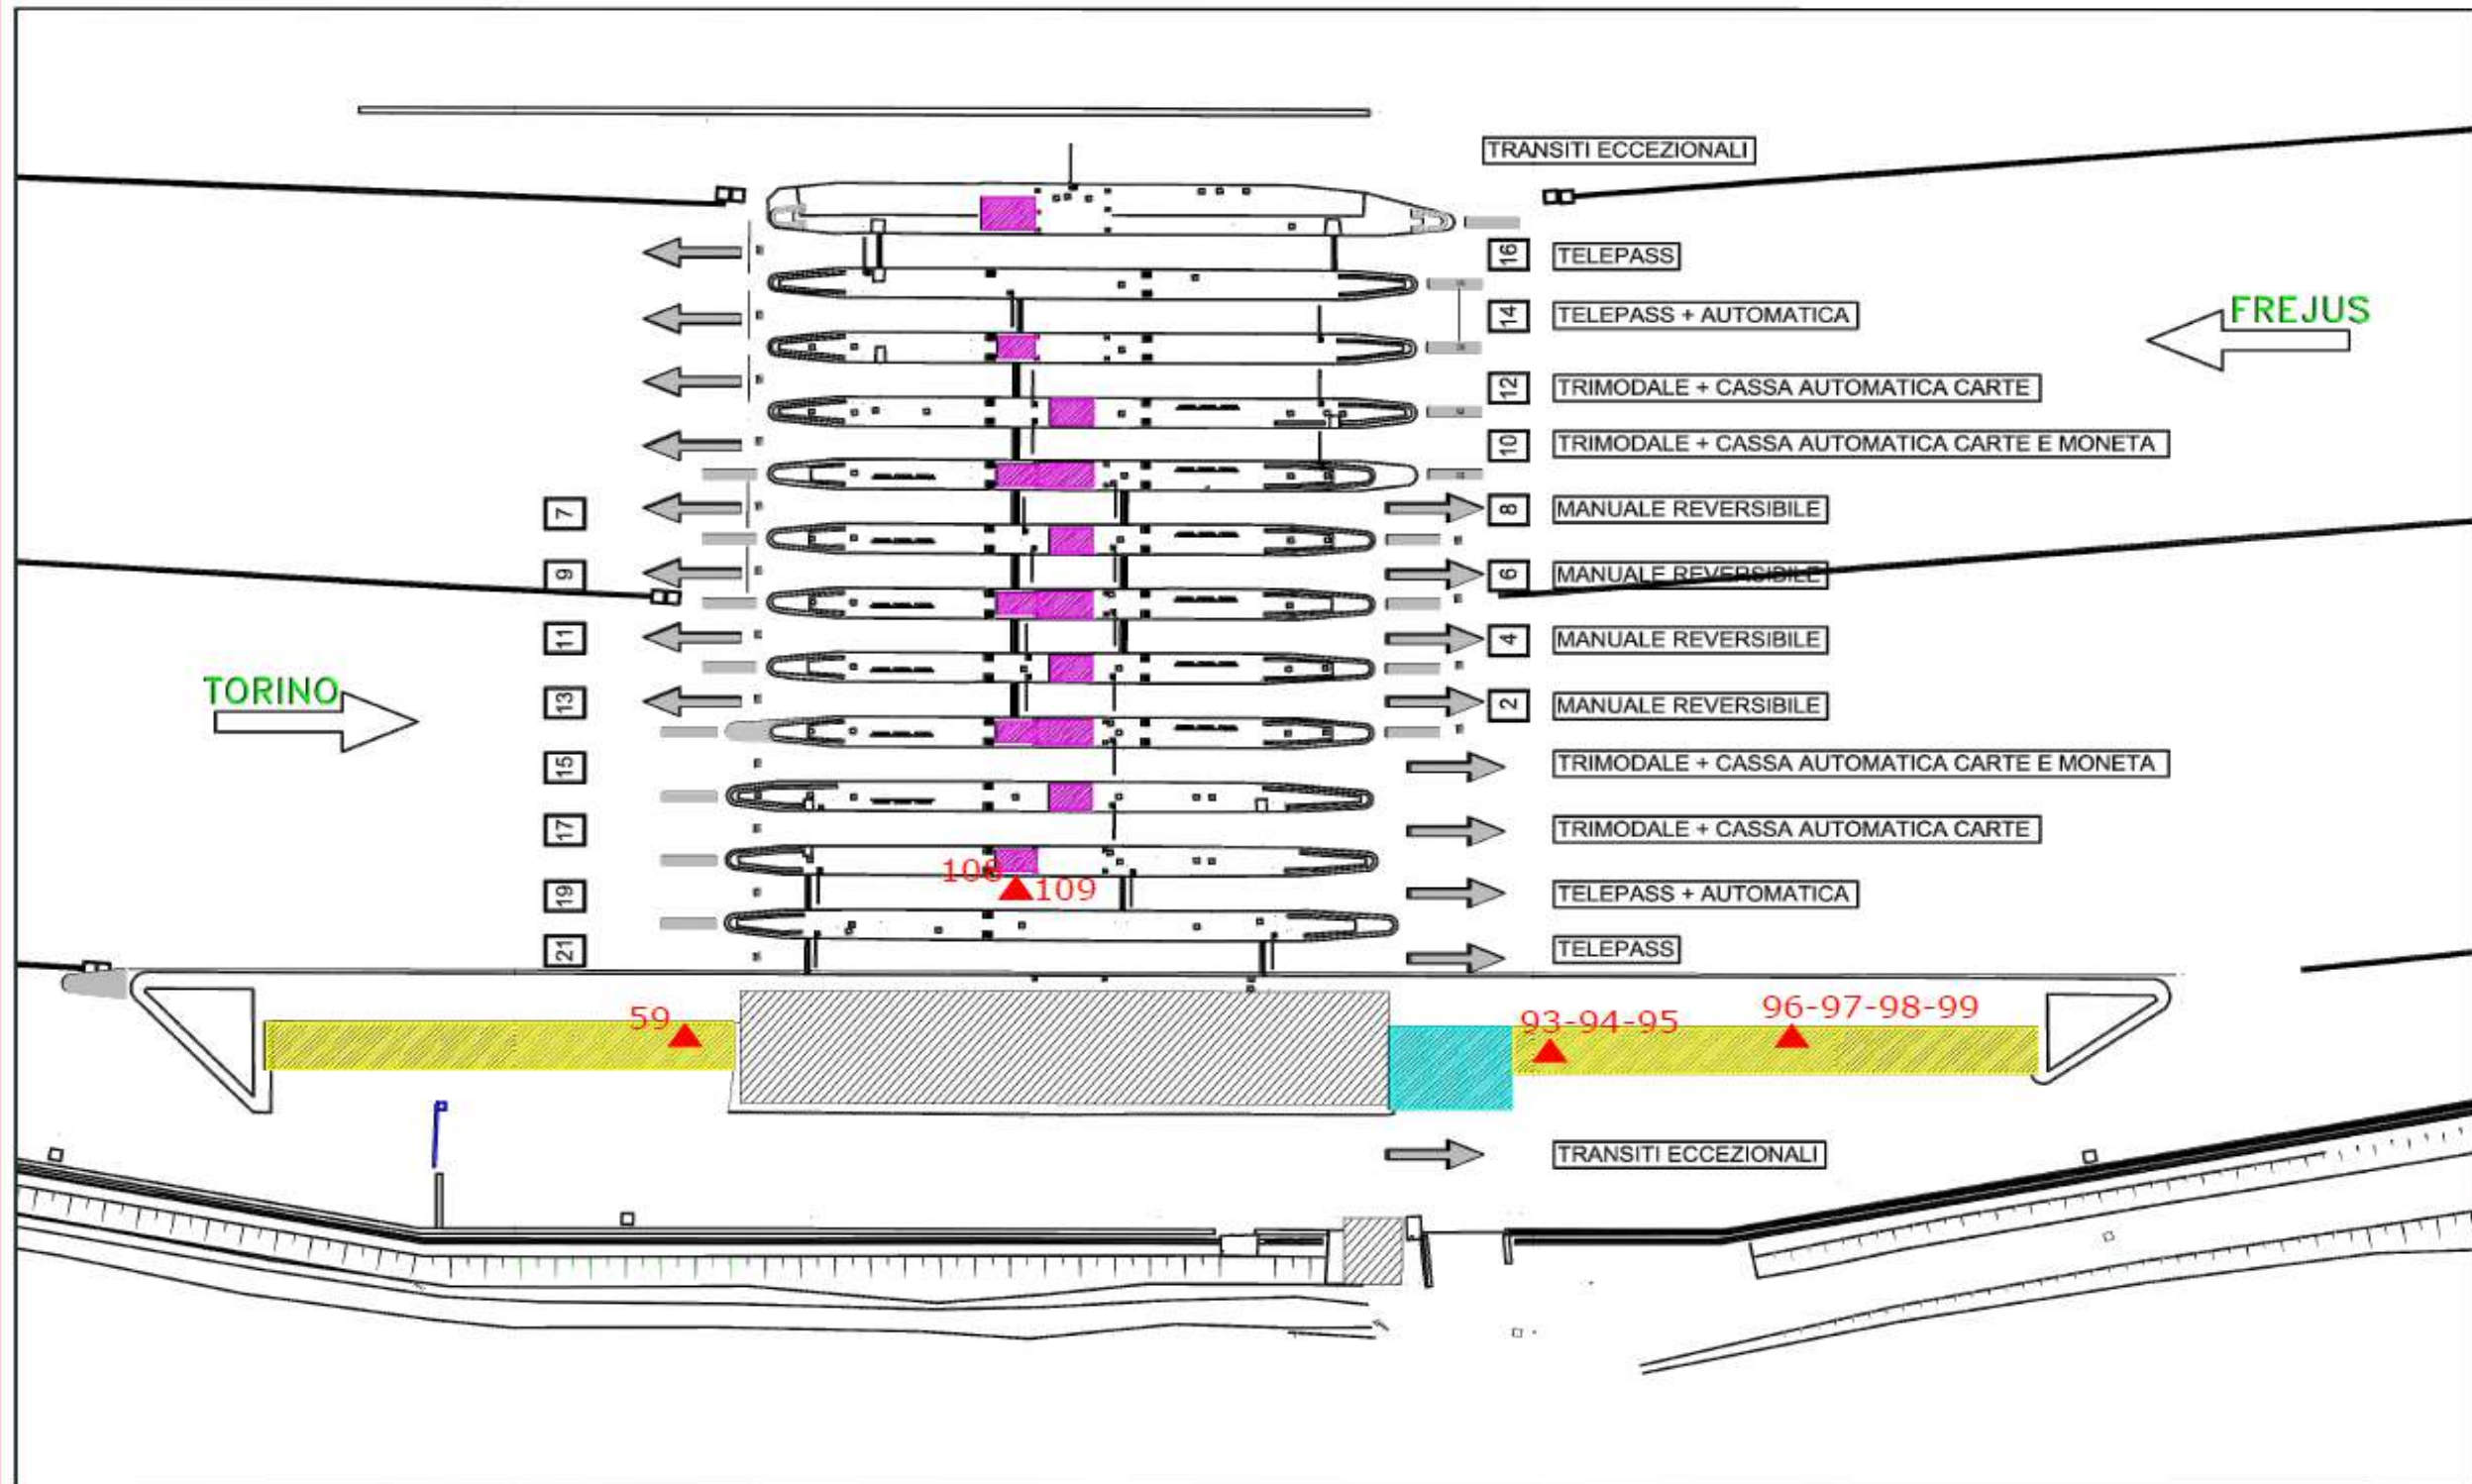 TRANSITI ECCEZIONALI
16 TELEPASS
14 TELEPASS + AUTOMATICA
FREJUS
12 TRIMODALE + CASSA AUTOMATICA CARTE
10 TRIMODALE + CASSA AUTOMATICA CARTE E MONETA
7 8 MANUALE REVERSIBILE
9 6 MANUALE REVERSIBILE
11 4 MANUALE REVERSIBILE
TORINO
13 2 MANUALE REVERSIBILE
15 TRIMODALE + CASSA AUTOMATICA CARTE E MONETA
17 TRIMODALE + CASSA AUTOMATICA CARTE
108 109
19 TELEPASS + AUTOMATICA
21 TELEPASS
59 93-94-95 96-97-98-99
TRANSITI ECCEZIONALI